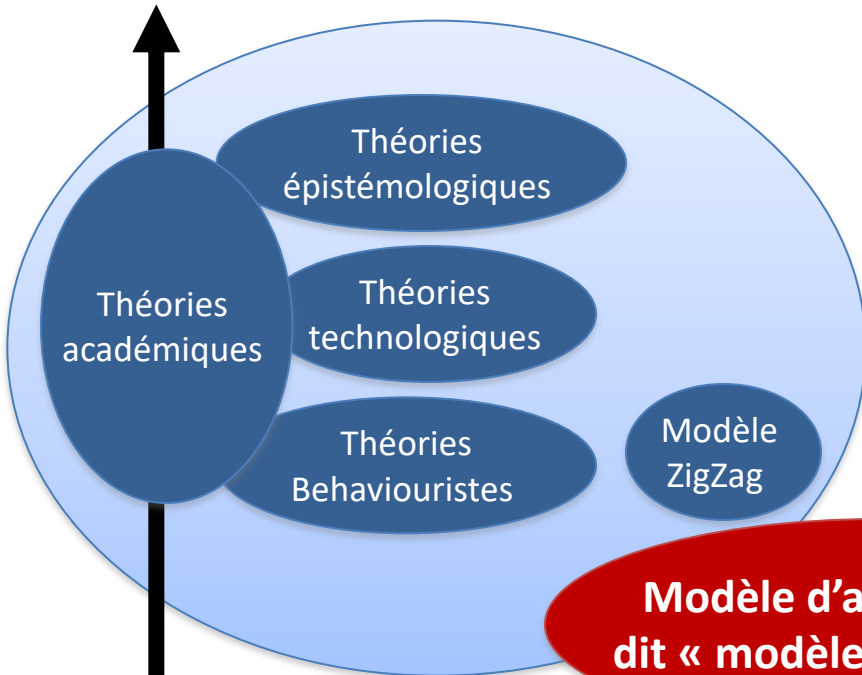 Théories
épistémologiques
Théories
académiques
Théories
technologiques
Théories
Behaviouristes
Modèle
ZigZag
Modèle d’a
dit « modèle